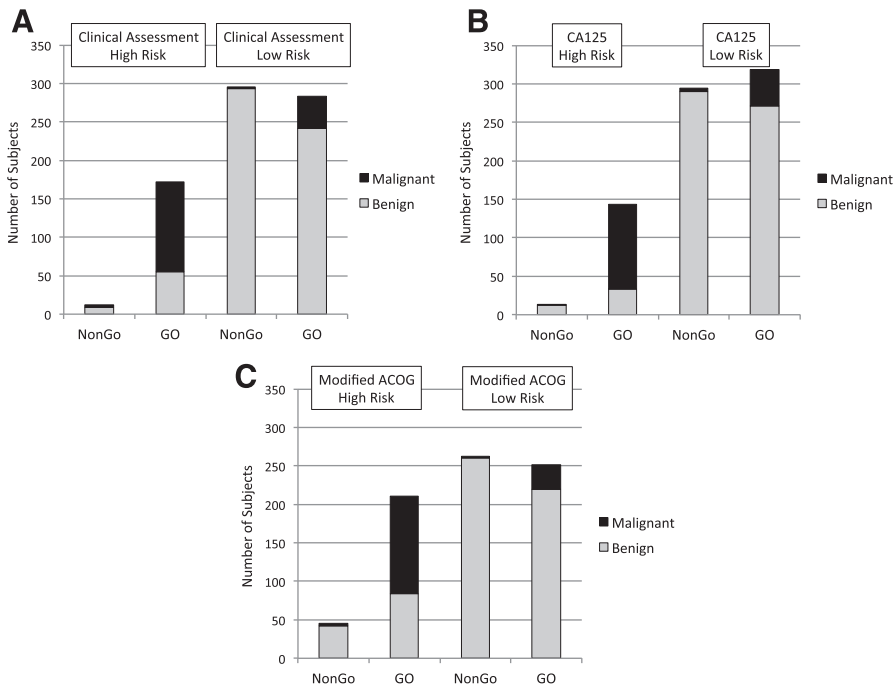 A
Clinical Assessment
High Risk
Clinical Assessment
Low Risk
350
300
250
200
150
100
50
0
Number of Subjects
NonGo
GO
NonGo
GO
Malignant
Benign
B
CA125
High Risk
CA125
Low Risk
350
300
250
200
150
100
50
0
Number of Subjects
NonGo
GO
NonGo
GO
Malignant
Benign
C
Modified ACOG
High Risk
Modified ACOG
Low Risk
350
300
250
200
150
100
50
0
Number of Subjects
NonGo
GO
NonGo
GO
Malignant
Benign